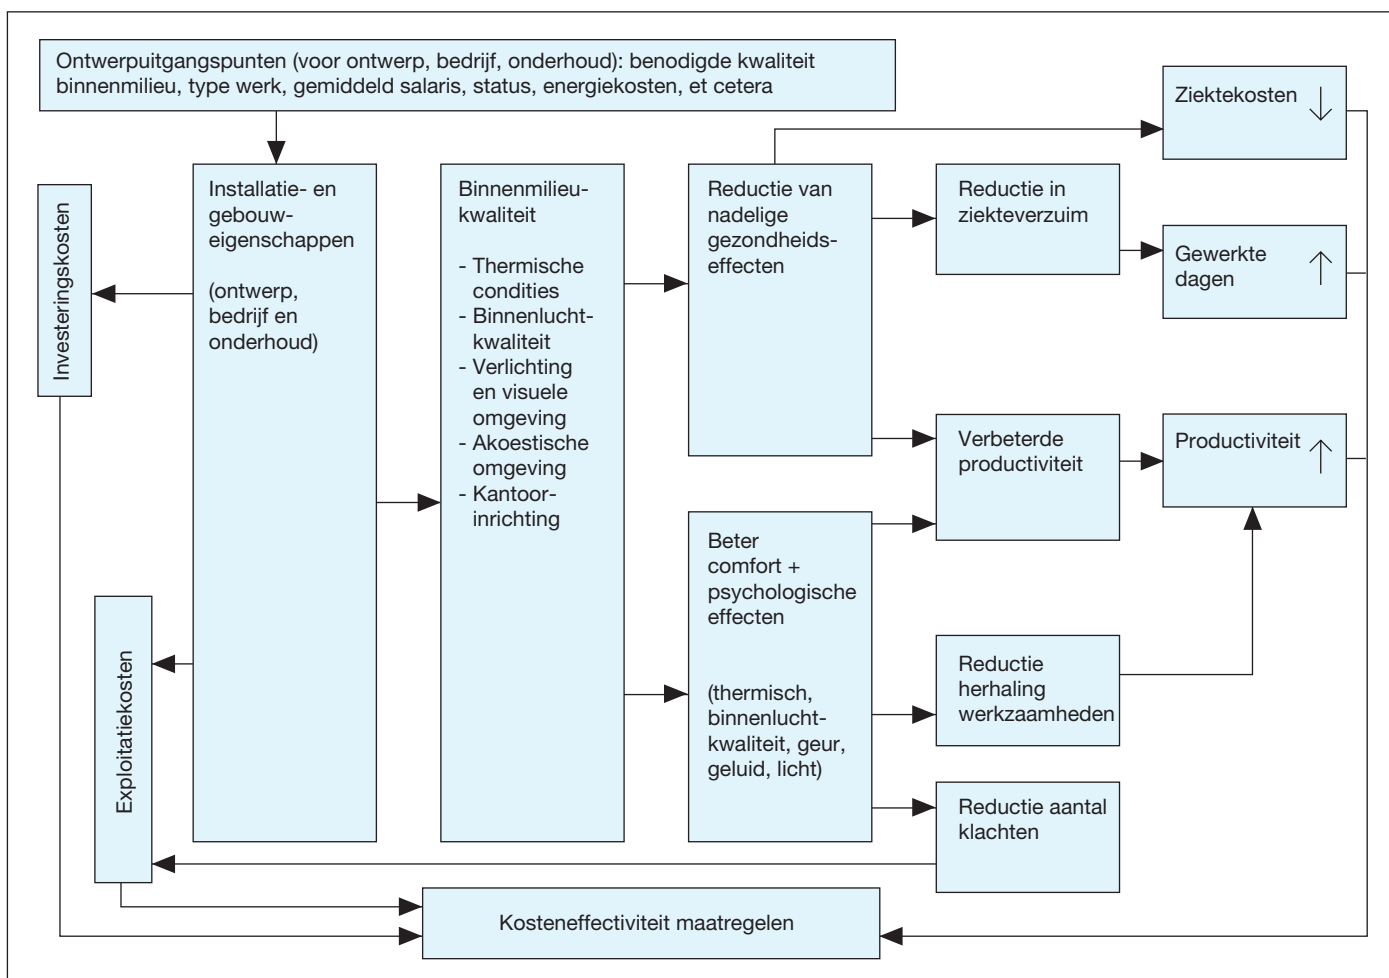 Ontwerpuitgangspunten (voor ontwerp, bedrijf, onderhoud): benodigde kwaliteit
binnenmilieu, type werk, gemiddeld salaris, status, energiekosten, et cetera
Investeringskosten
Exploitatiekosten
Installatie- en
gebouw-
eigenschappen
(ontwerp,
bedrijf en
onderhoud)
Binnenmilieu-
kwaliteit
- Thermische
condities
- Binnenlucht-
kwaliteit
- Verlichting
en visuele
omgeving
- Akoestische
omgeving
- Kantoor-
inrichting
Reductie van
nadelige
gezondheids-
effecten
Beter
comfort +
psychologische
effecten
(thermisch,
binnenlucht-
kwaliteit, geur,
geluid, licht)
Reductie in
ziekteverzuim
Verbeterde
productiviteit
Reductie
herhaling
werkzaamheden
Reductie aantal
klachten
Ziektekosten ↓
Gewerkte
dagen ↑
Productiviteit ↑
Kosteneffectiviteit maatregelen